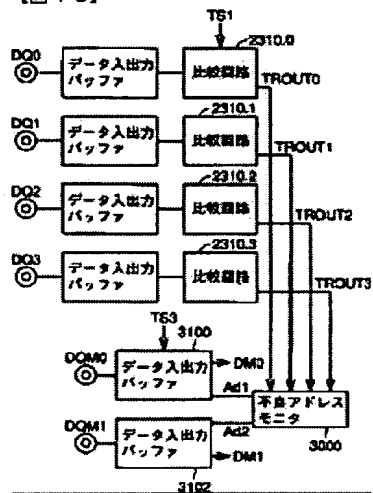 TS1
2310.0
DQ0
データ入出力
バッファ
比較回路
TROUT0
2310.1
DQ1
データ入出力
バッファ
比較回路
TROUT1
2310.2
DQ2
データ入出力
バッファ
比較回路
TROUT2
2310.3
DQ3
データ入出力
バッファ
比較回路
TROUT3
TS3
3100
DQM0
データ入出力
バッファ
DM0
Ad1
不良アドレス
モニタ
3000
DQM1
データ入出力
バッファ
Ad2
DM1
3102